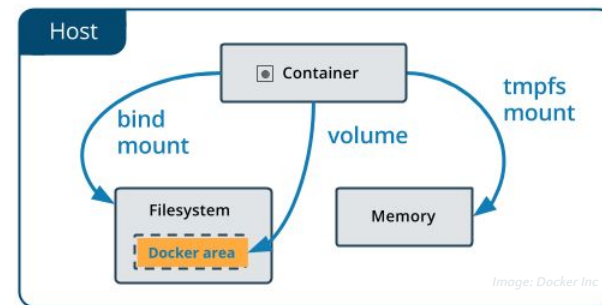 Host
Container
bind
mount
volume
tmpfs
mount
Filesystem
Docker area
Memory
Image: Docker Inc